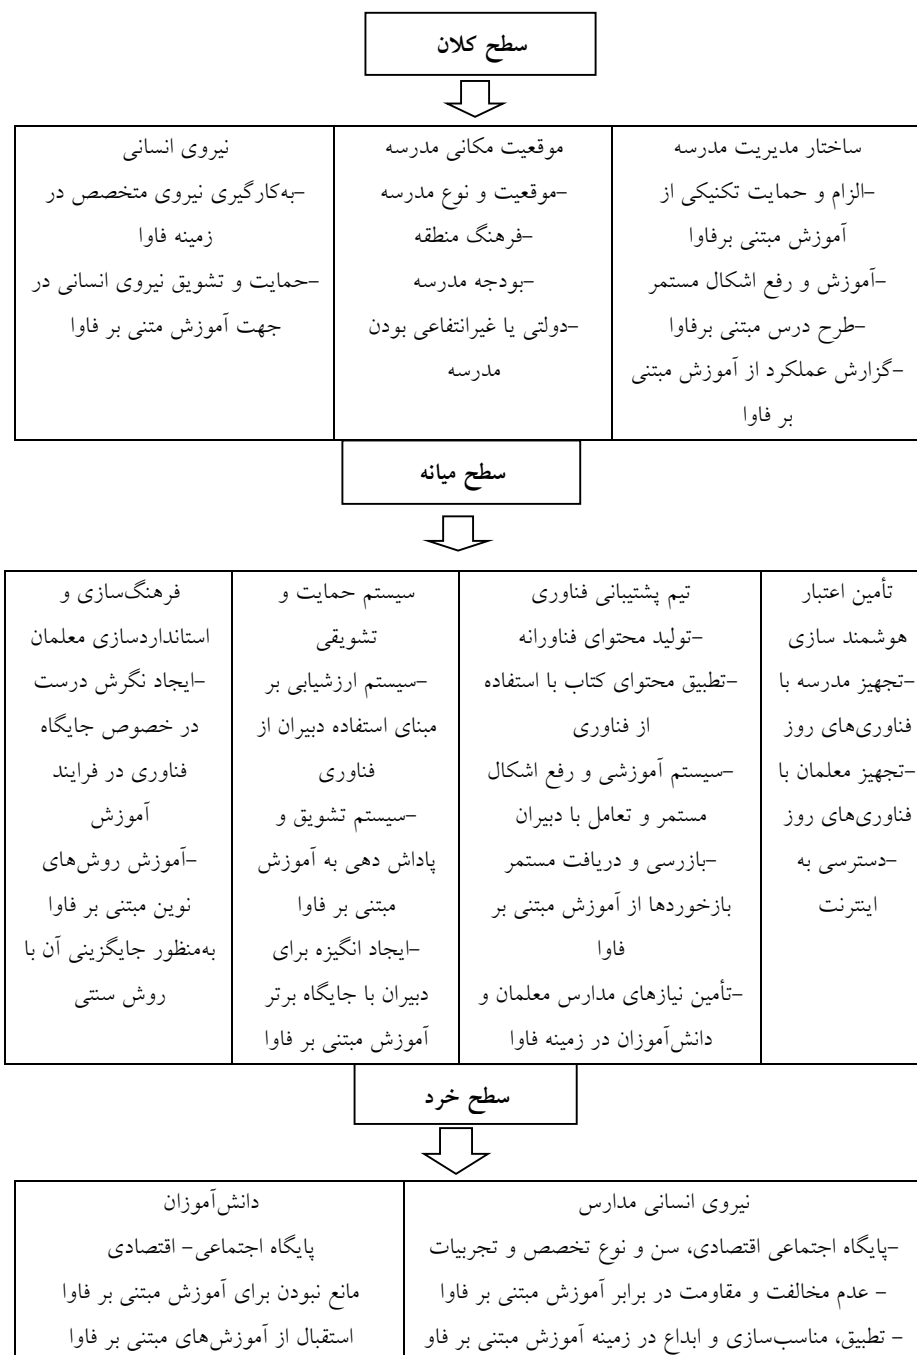 سطح کلان
ساختار مدیریت مدرسه
-الزام و حمایت تکنیکی از
آموزش مبتنی برفاوا
-آموزش و رفع اشکال مستمر
-طرح درس مبتنی برفاوا
-گزارش عملکرد از آموزش مبتنی
بر فاوا
موقعیت مکانی مدرسه
-موقعیت و نوع مدرسه
-فرهنگ منطقه
-بودجه مدرسه
-دولتی یا غیرانتفاعی بودن
مدرسه
نیروی انسانی
-به‌کارگیری نیروی متخصص در
زمینه فاوا
-حمایت و تشویق نیروی انسانی در
جهت آموزش متنی بر فاوا
سطح میانه
تأمین اعتبار
هوشمند سازی
-تجهیز مدرسه با
فناوری‌های روز
-تجهیز معلمان با
فناوری‌های روز
-دسترسی به
اینترنت
تیم پشتیبانی فناوری
-تولید محتوای فناورانه
-تطبیق محتوای کتاب با استفاده
از فناوری
-سیستم آموزشی و رفع اشکال
مستمر و تعامل با دبیران
-بازرسی و دریافت مستمر
بازخوردها از آموزش مبتنی بر
فاوا
-تأمین نیازهای مدارس معلمان و
دانش‌آموزان در زمینه فاوا
سیستم حمایت و
تشویقی
-سیستم ارزشیابی بر
مبنای استفاده دبیران از
فناوری
-سیستم تشویق و
پاداش دهی به آموزش
مبتنی بر فاوا
-ایجاد انگیزه برای
دبیران با جایگاه برتر
آموزش مبتنی بر فاوا
فرهنگ‌سازی و
استانداردسازی معلمان
-ایجاد نگرش درست
در خصوص جایگاه
فناوری در فرایند
آموزش
-آموزش روش‌های
نوین مبتنی بر فاوا
به‌منظور جایگزینی آن با
روش سنتی
سطح خرد
نیروی انسانی مدارس
-پایگاه اجتماعی اقتصادی، سن و نوع تخصص و تجربیات
- عدم مخالفت و مقاومت در برابر آموزش مبتنی بر فاوا
- تطبیق، مناسب‌سازی و ابداع در زمینه آموزش مبتنی بر فاو
دانش‌آموزان
پایگاه اجتماعی- اقتصادی
مانع نبودن برای آموزش مبتنی بر فاوا
استقبال از آموزش‌های مبتنی بر فاوا